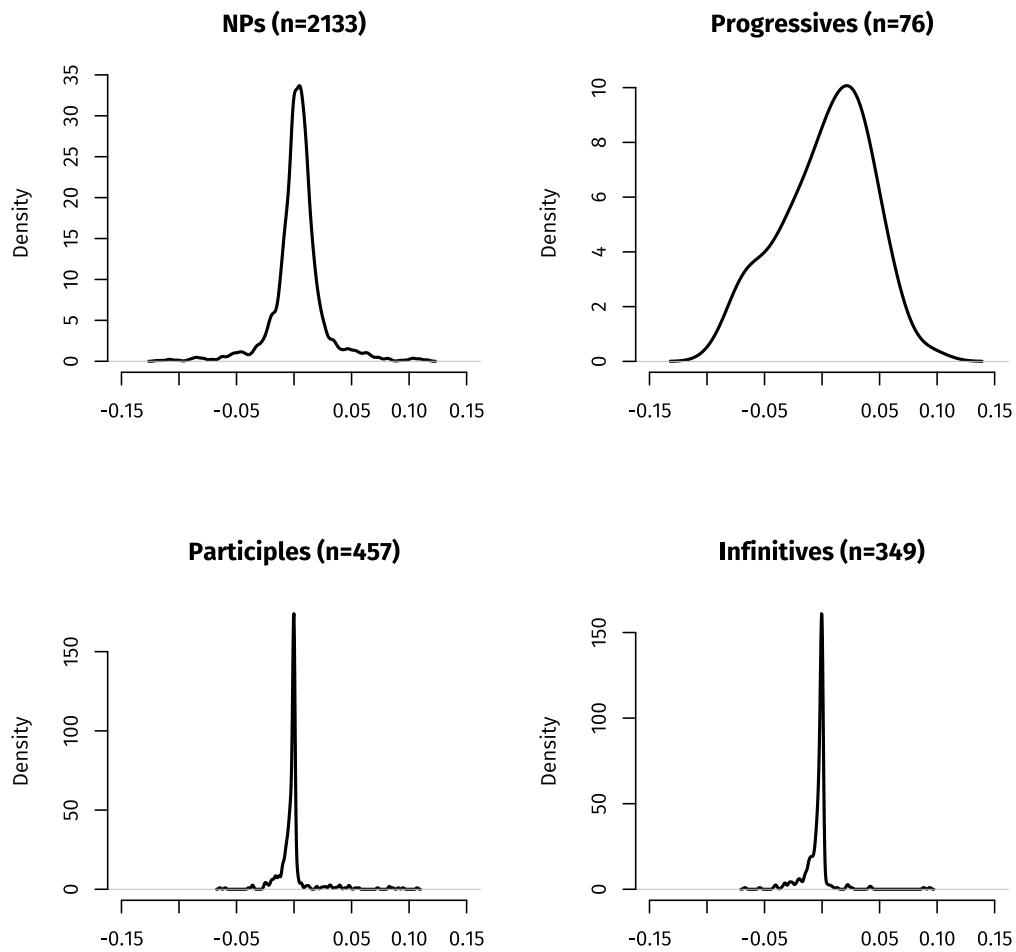 NPs (n=2133)
Density
0 5 10 15 20 25 30 35
-0.15 -0.05 0.05 0.10 0.15
Progressives (n=76)
Density
0 2 4 6 8 10
-0.15 -0.05 0.05 0.10 0.15
Participles (n=457)
Density
0 50 100 150
-0.15 -0.05 0.05 0.10 0.15
Infinitives (n=349)
Density
0 50 100 150
-0.15 -0.05 0.05 0.10 0.15